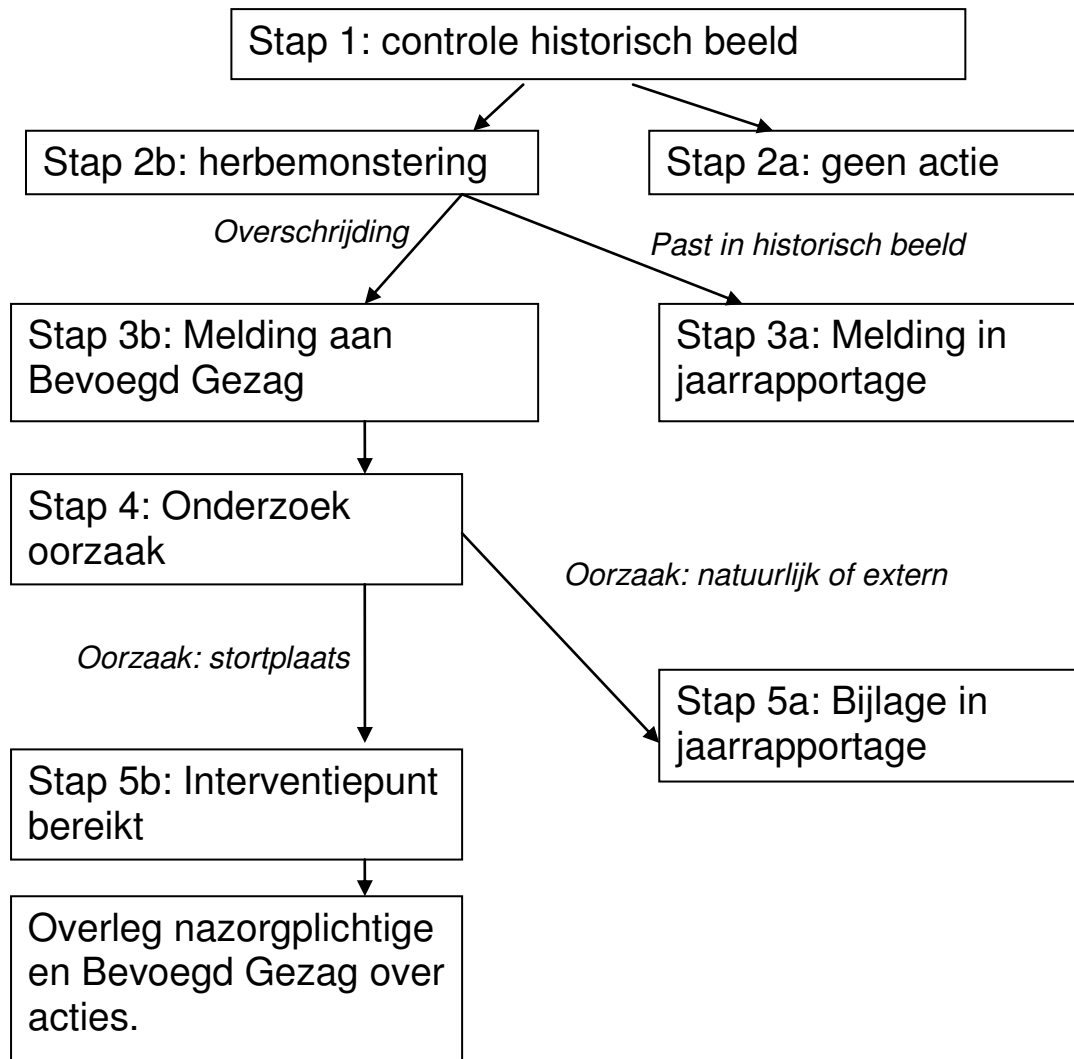 Stap 1: controle historisch beeld
Stap 2b: herbemonstering
Stap 2a: geen actie
Overschrijding
Past in historisch beeld
Stap 3b: Melding aan
Bevoegd Gezag
Stap 3a: Melding in
jaarrapportage
Stap 4: Onderzoek
oorzaak
Oorzaak: natuurlijk of extern
Oorzaak: stortplaats
Stap 5a: Bijlage in
jaarrapportage
Stap 5b: Interventiepunt
bereikt
Overleg nazorgplichtige
en Bevoegd Gezag over
acties.